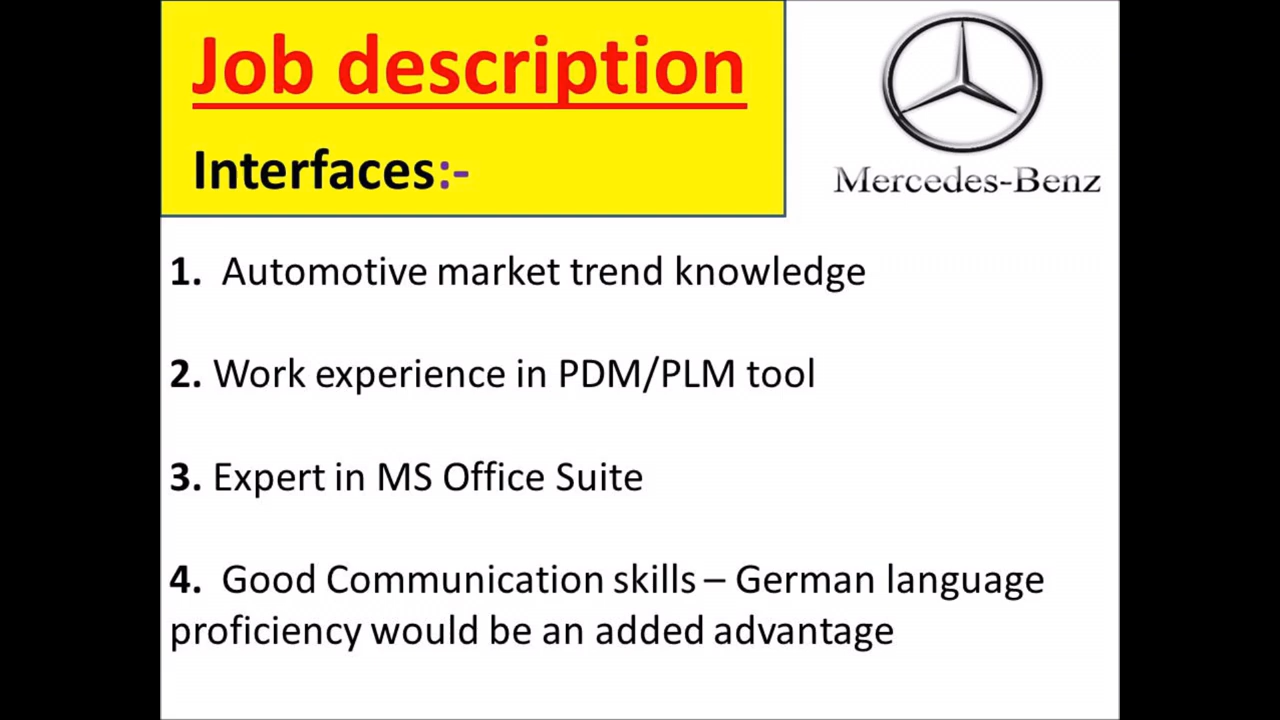 Job description
Interfaces:-
Mercedes-Benz
1. Automotive market trend knowledge
2. Work experience in PDM/PLM tool
3. Expert in MS Office Suite
4. Good Communication skills – German language
proficiency would be an added advantage